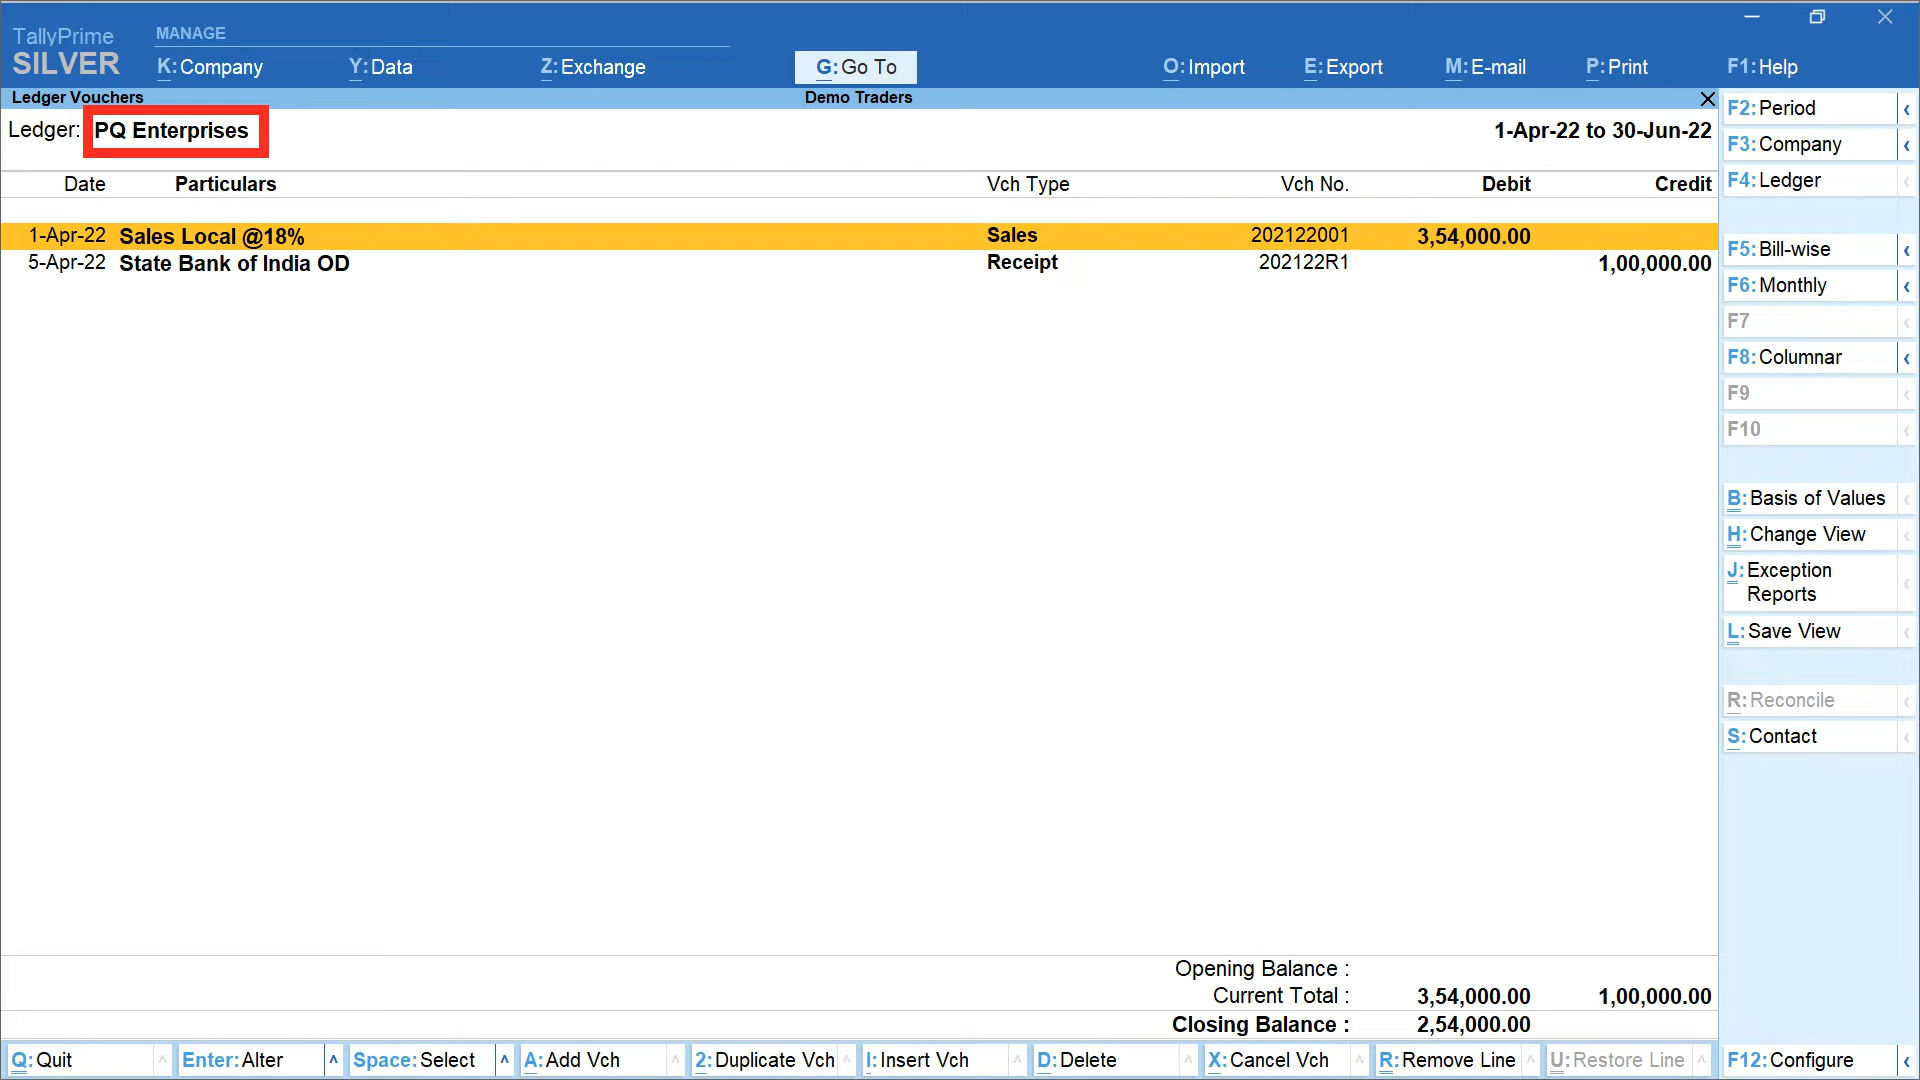 TallyPrime
SILVER
MANAGE
K: Company
Y: Data
Z: Exchange
G: Go To
O: Import
E: Export
M: E-mail
P: Print
F1: Help
Ledger Vouchers
Demo Traders
Ledger: PQ Enterprises
1-Apr-22 to 30-Jun-22
Date Particulars Vch Type Vch No. Debit Credit
1-Apr-22 Sales Local @18% Sales 202122001 3,54,000.00
5-Apr-22 State Bank of India OD Receipt 202122R1 1,00,000.00
Opening Balance :
Current Total : 3,54,000.00 1,00,000.00
Closing Balance : 2,54,000.00
F2: Period
F3: Company
F4: Ledger
F5: Bill-wise
F6: Monthly
F7
F8: Columnar
F9
F10
B: Basis of Values
H: Change View
J: Exception
Reports
L: Save View
R: Reconcile
S: Contact
Q: Quit
Enter: Alter
Space: Select
A: Add Vch
2: Duplicate Vch
I: Insert Vch
D: Delete
X: Cancel Vch
R: Remove Line
U: Restore Line
F12: Configure